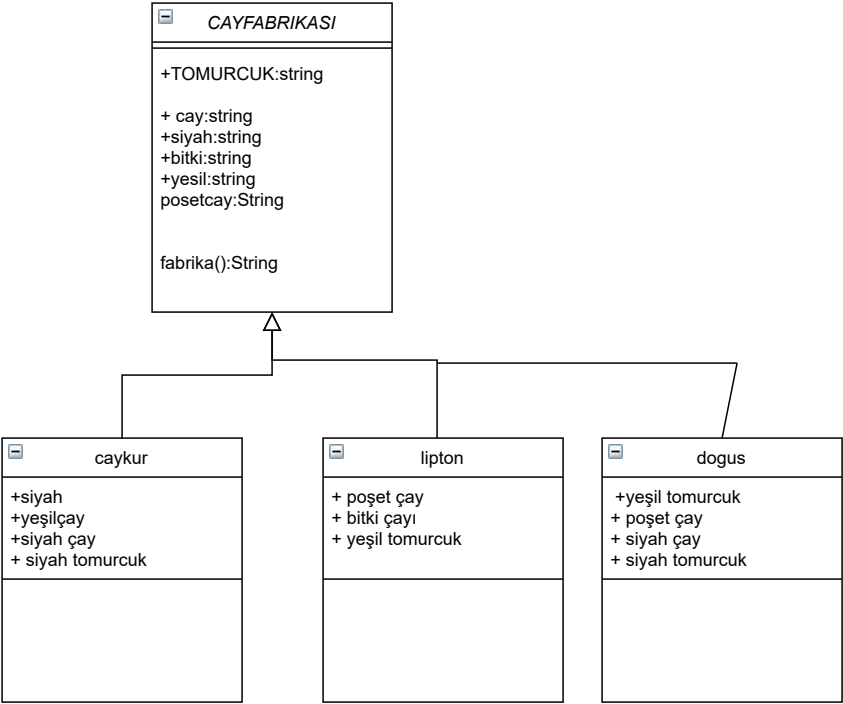 CAYFABRIKASI
+TOMURCUK:string
+ cay:string
+siyah:string
+bitki:string
+yesil:string
posetcay:String
fabrika():String
caykur
+siyah
+yeşilçay
+siyah çay
+ siyah tomurcuk
lipton
+ poşet çay
+ bitki çayı
+ yeşil tomurcuk
dogus
+yeşil tomurcuk
+ poşet çay
+ siyah çay
+ siyah tomurcuk